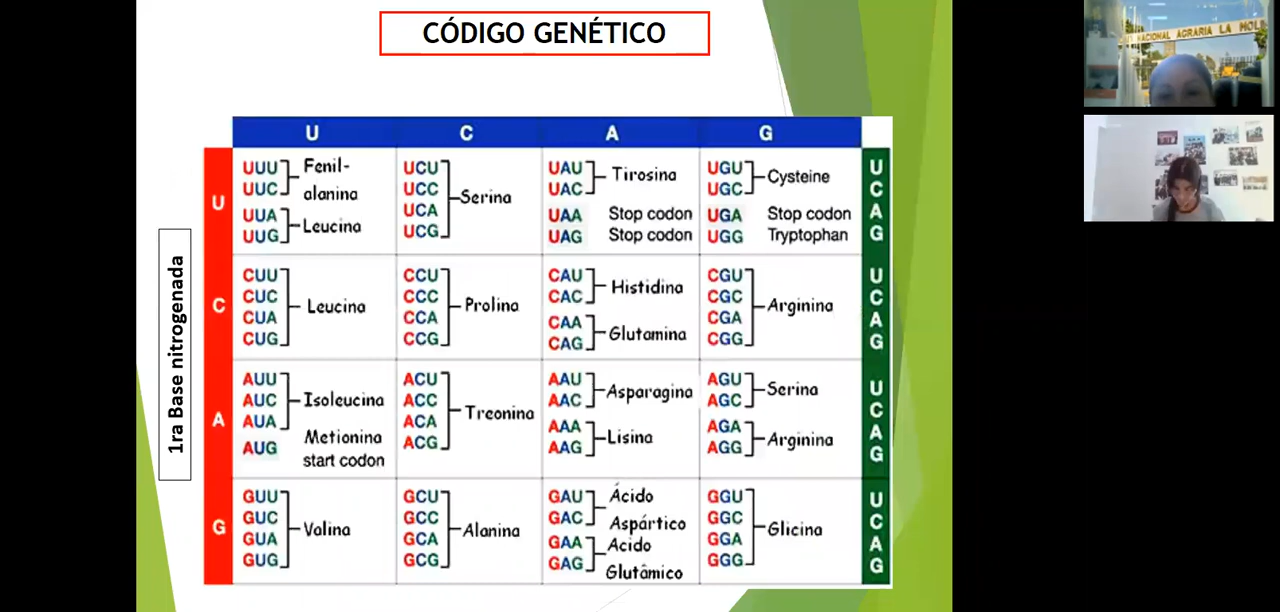 CÓDIGO GENÉTICO
NACIONAL AGRARIA LA MOLI
U C A G
1ra Base nitrogenada
U
UUU
UUC
Fenil-
alanina
UUA
UUG
Leucina
UCU
UCC
UCA
UCG
Serina
UAU
UAC
Tirosina
UAA Stop codon
UAG Stop codon
UGU
UGC
Cysteine
UGA Stop codon
UGG Tryptophan
U
C
A
G
C
CUU
CUC
CUA
CUG
Leucina
CCU
CCC
CCA
CCG
Prolina
CAU
CAC
Histidina
CAA
CAG
Glutamina
CGU
CGC
CGA
CGG
Arginina
U
C
A
G
A
AUU
AUC
AUA
Isoleucina
AUG
Metionina
start codon
ACU
ACC
ACA
ACG
Treonina
AAU
AAC
Asparagina
AAA
AAG
Lisina
AGU
AGC
Serina
AGA
AGG
Arginina
U
C
A
G
G
GUU
GUC
GUA
GUG
Valina
GCU
GCC
GCA
GCG
Alanina
GAU
GAC
Ácido
Aspártico
GAA
GAG
Acido
Glutâmico
GGU
GGC
GGA
GGG
Glicina
U
C
A
G